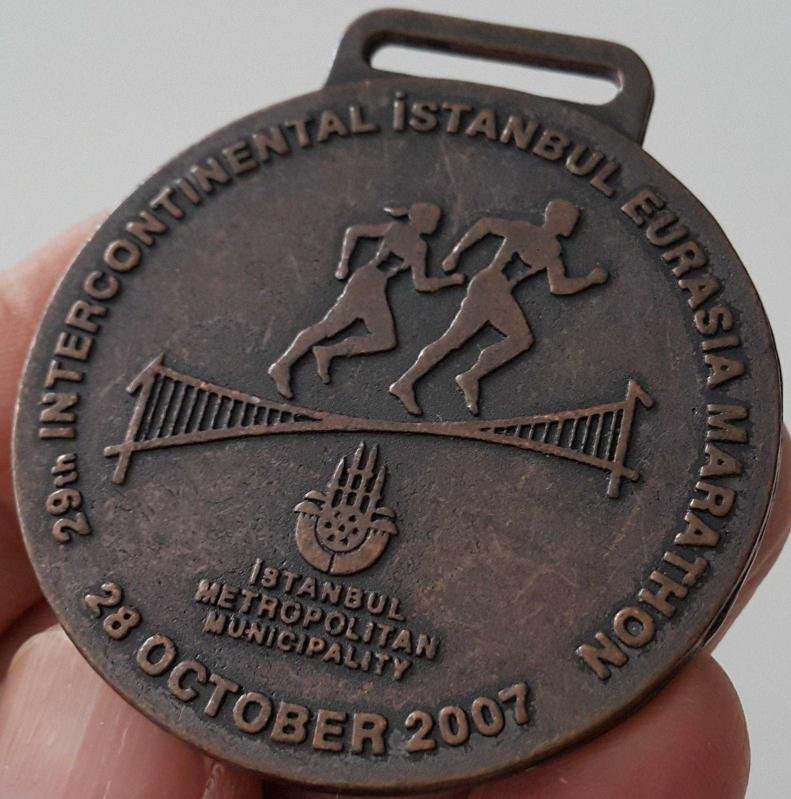 29th INTERCONTINENTAL İSTANBUL EURASIA MARATHON
İSTANBUL
METROPOLITAN
MUNICIPALITY
28 OCTOBER 2007